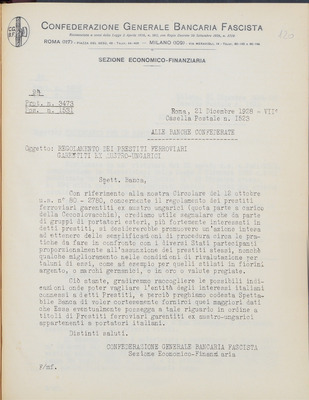 CONFEDERAZIONE GENERALE BANCARIA FASCISTA
ROMA (117) - MILANO (109) -
SEZIONE ECONOMICO-FINANZIARIA
120
Prot. n. 3473
Roma, 21 Dicembre 1928 - VII°
Casella Postale n. 1523
ALLE BANCHE CONFEDERATE
Oggetto: REGOLAMENTO DEI PRESTITI FERROVIARI
GARANTITI EX AUSTRO-UNGARICI
Spett. Banca,
Con riferimento alla nostra Circolare del 12 ottobre
u.s. n° 80 - 2780, concernente il regolamento dei prestiti
ferroviari garantiti ex austro ungarici (quota parte a carico
della Cecoslovacchia), crediamo utile segnalare che da parte
di gruppi di portatori esteri, più fortemente interessati in
detti prestiti, si desidererebbe promuovere un'azione intesa
ad ottenere delle semplificazioni di procedura circa le pra-
tiche da fare in confronto con i diversi Stati partecipanti
proporzionalmente all'assunzione dei prestiti stessi, nonchè
qualche miglioramento nelle condizioni di rivalutazione per
taluni di essi, come ad esempio per quelli stilati in fiorini
argento, o marchi germanici, o in oro o valute pregiate.
Ciò stante, gradiremmo raccogliere le possibili indi-
cazioni onde poter vagliare l'entità degli interessi italiani
connessi a detti Prestiti, e perciò preghiamo codesta Spetta-
bile Banca di voler cortesemente fornirci quei maggiori dati
che Essa eventualmente possegga a tale riguardo in ordine a
titoli di Prestiti ferroviari garantiti ex austro-ungarici
appartenenti a portatori italiani.
Distinti saluti.
CONFEDERAZIONE GENERALE BANCARIA FASCISTA
Sezione Economico-Finanziaria
F/mf.